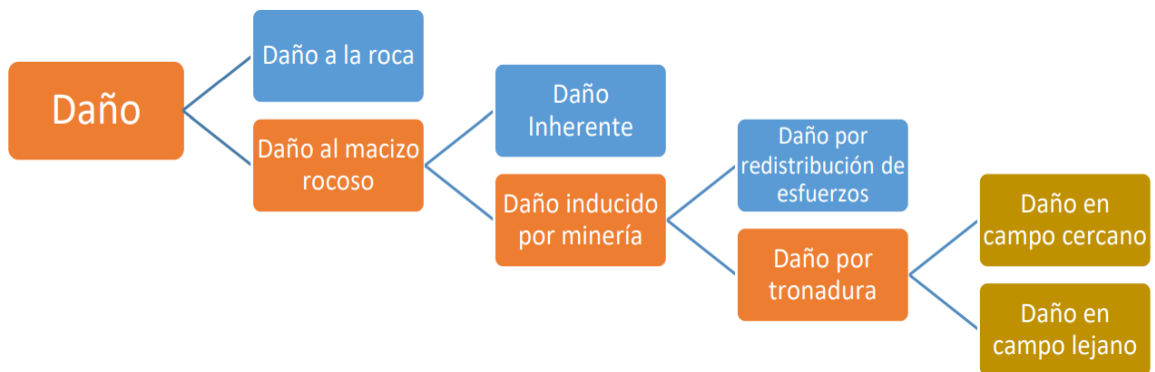 Daño
Daño a la roca
Daño al macizo
rocoso
Daño
Inherente
Daño inducido
por minería
Daño por
redistribución de
esfuerzos
Daño por
tronadura
Daño en
campo cercano
Daño en
campo lejano